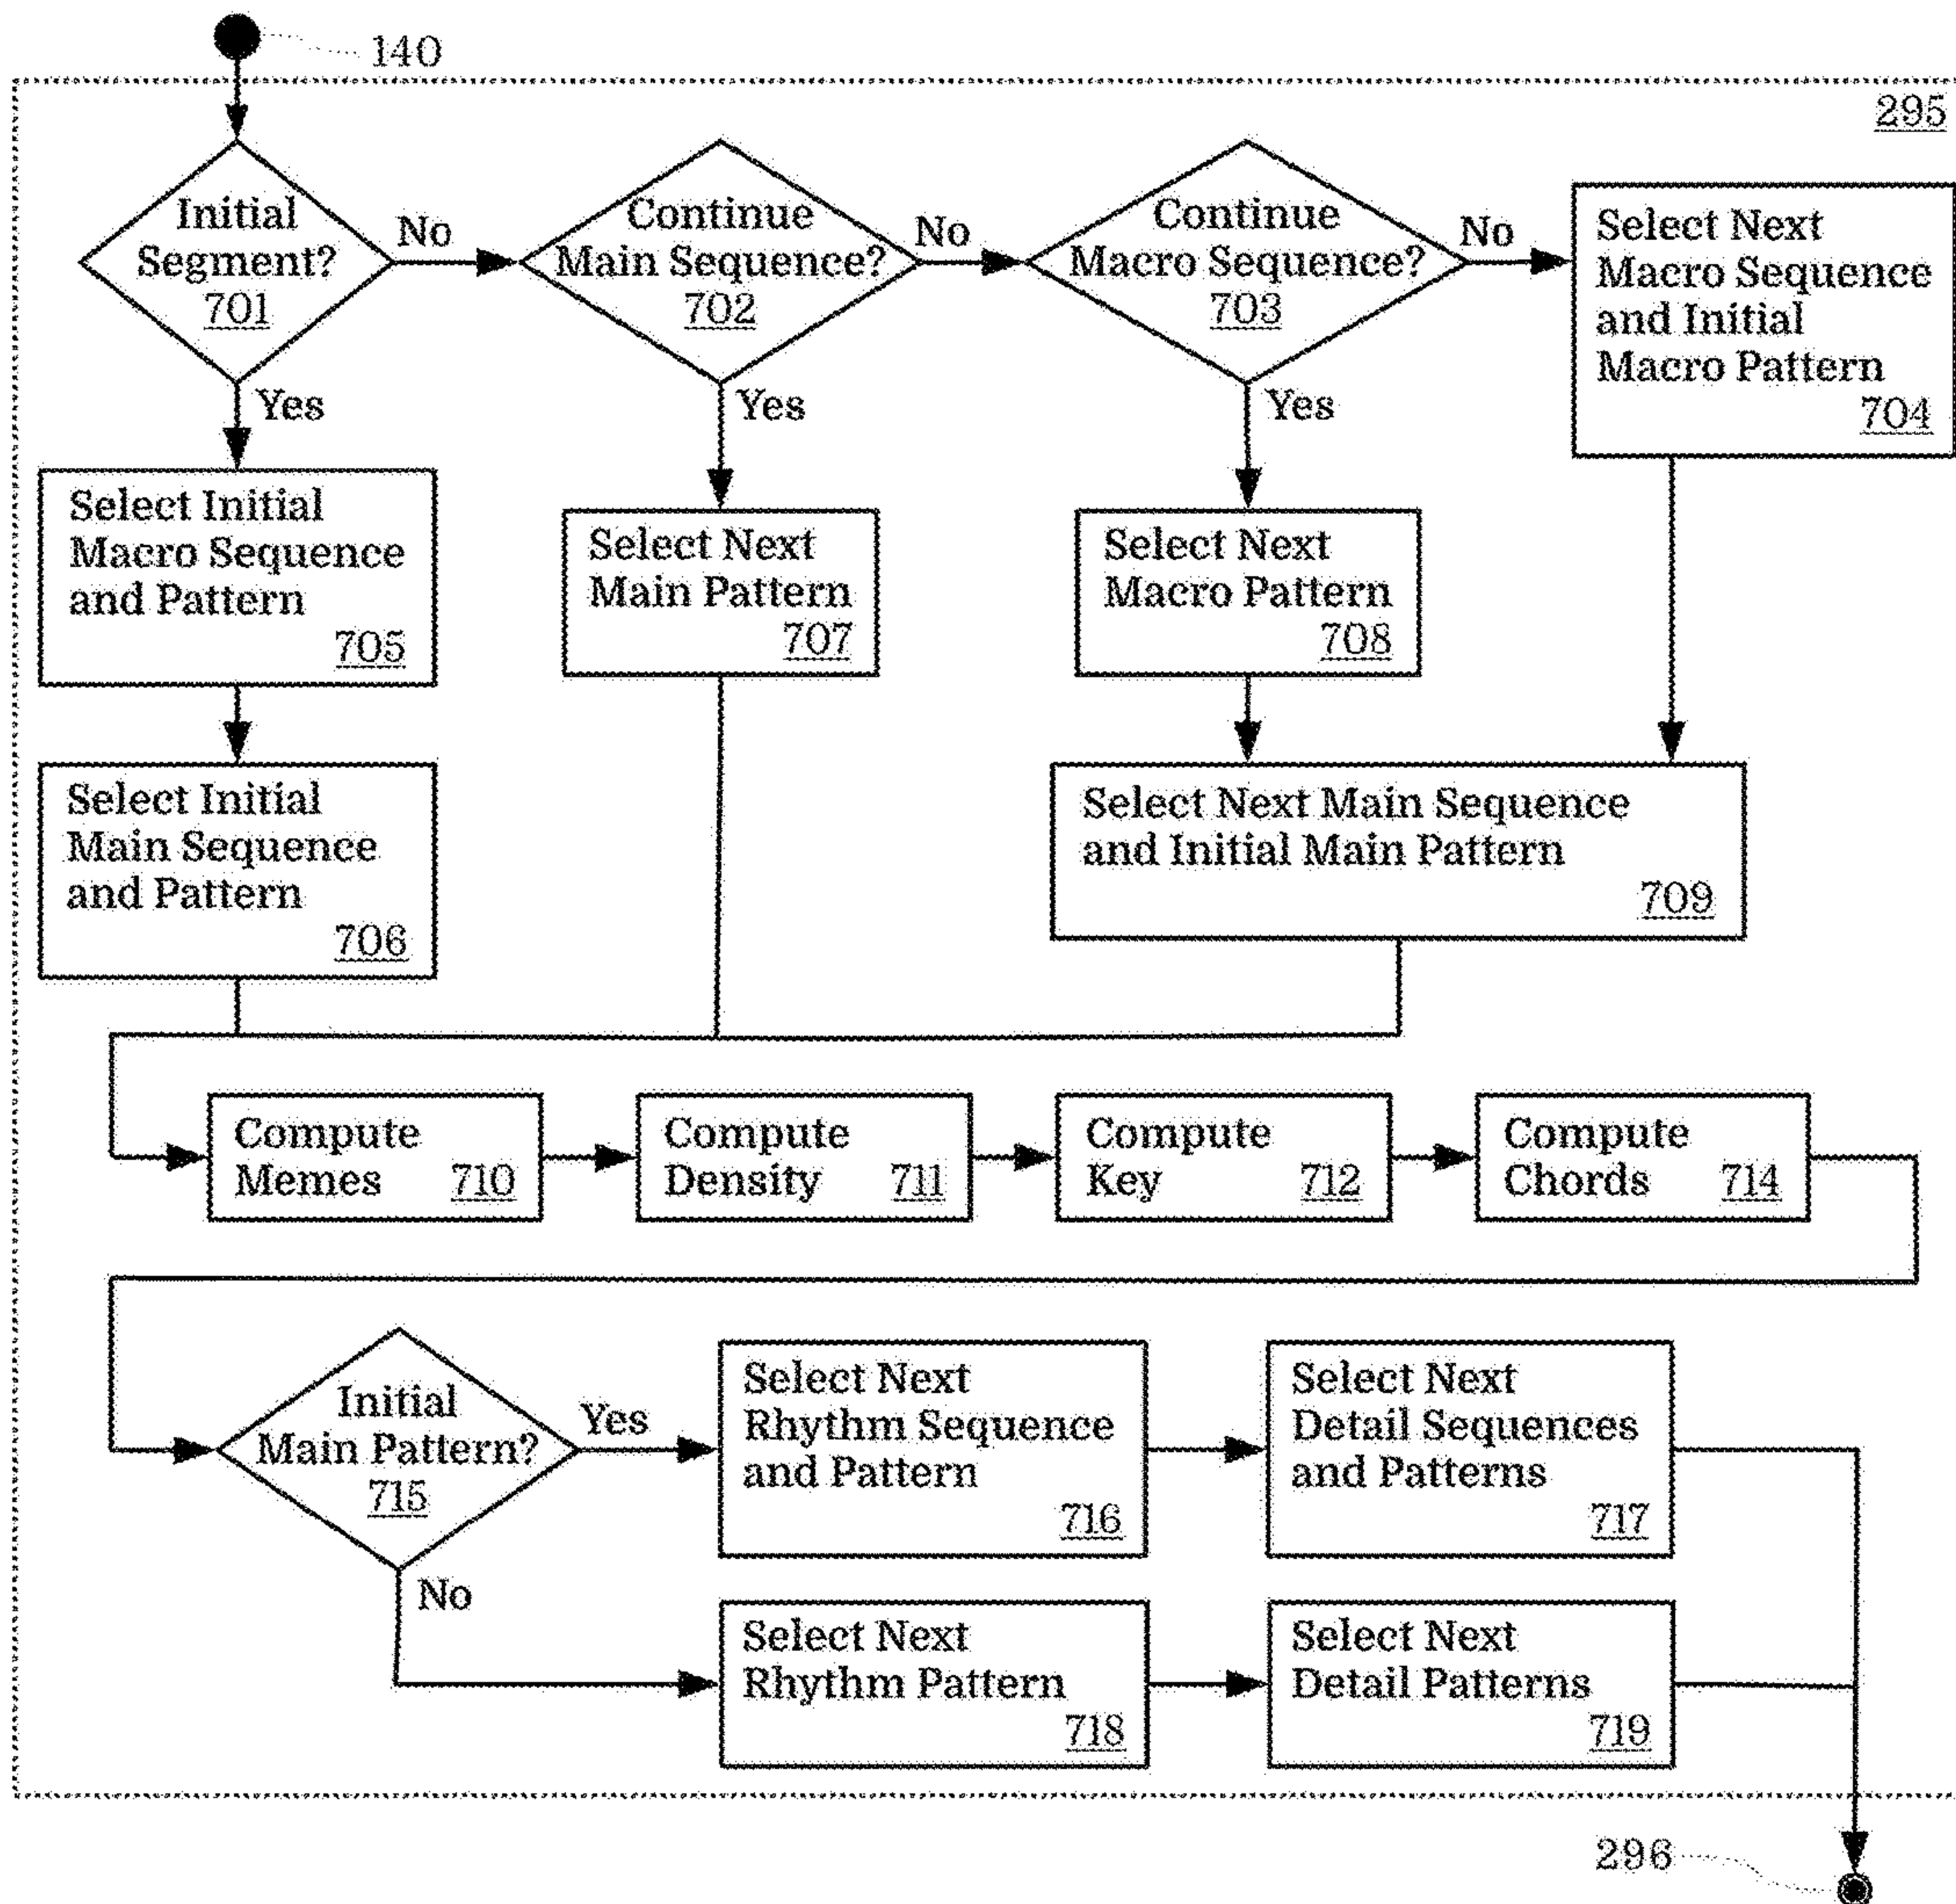 140
295
Initial
Segment?
701
No
Continue
Main Sequence?
702
No
Continue
Macro Sequence?
703
No
Select Next
Macro Sequence
and Initial
Macro Pattern
704
Yes
Yes
Yes
Select Initial
Macro Sequence
and Pattern
705
Select Next
Main Pattern
707
Select Next
Macro Pattern
708
Select Initial
Main Sequence
and Pattern
706
Select Next Main Sequence
and Initial Main Pattern
709
Compute
Memes 710
Compute
Density 711
Compute
Key 712
Compute
Chords 714
Initial
Main Pattern?
715
Yes
Select Next
Rhythm Sequence
and Pattern
716
Select Next
Detail Sequences
and Patterns
717
No
Select Next
Rhythm Pattern
718
Select Next
Detail Patterns
719
296